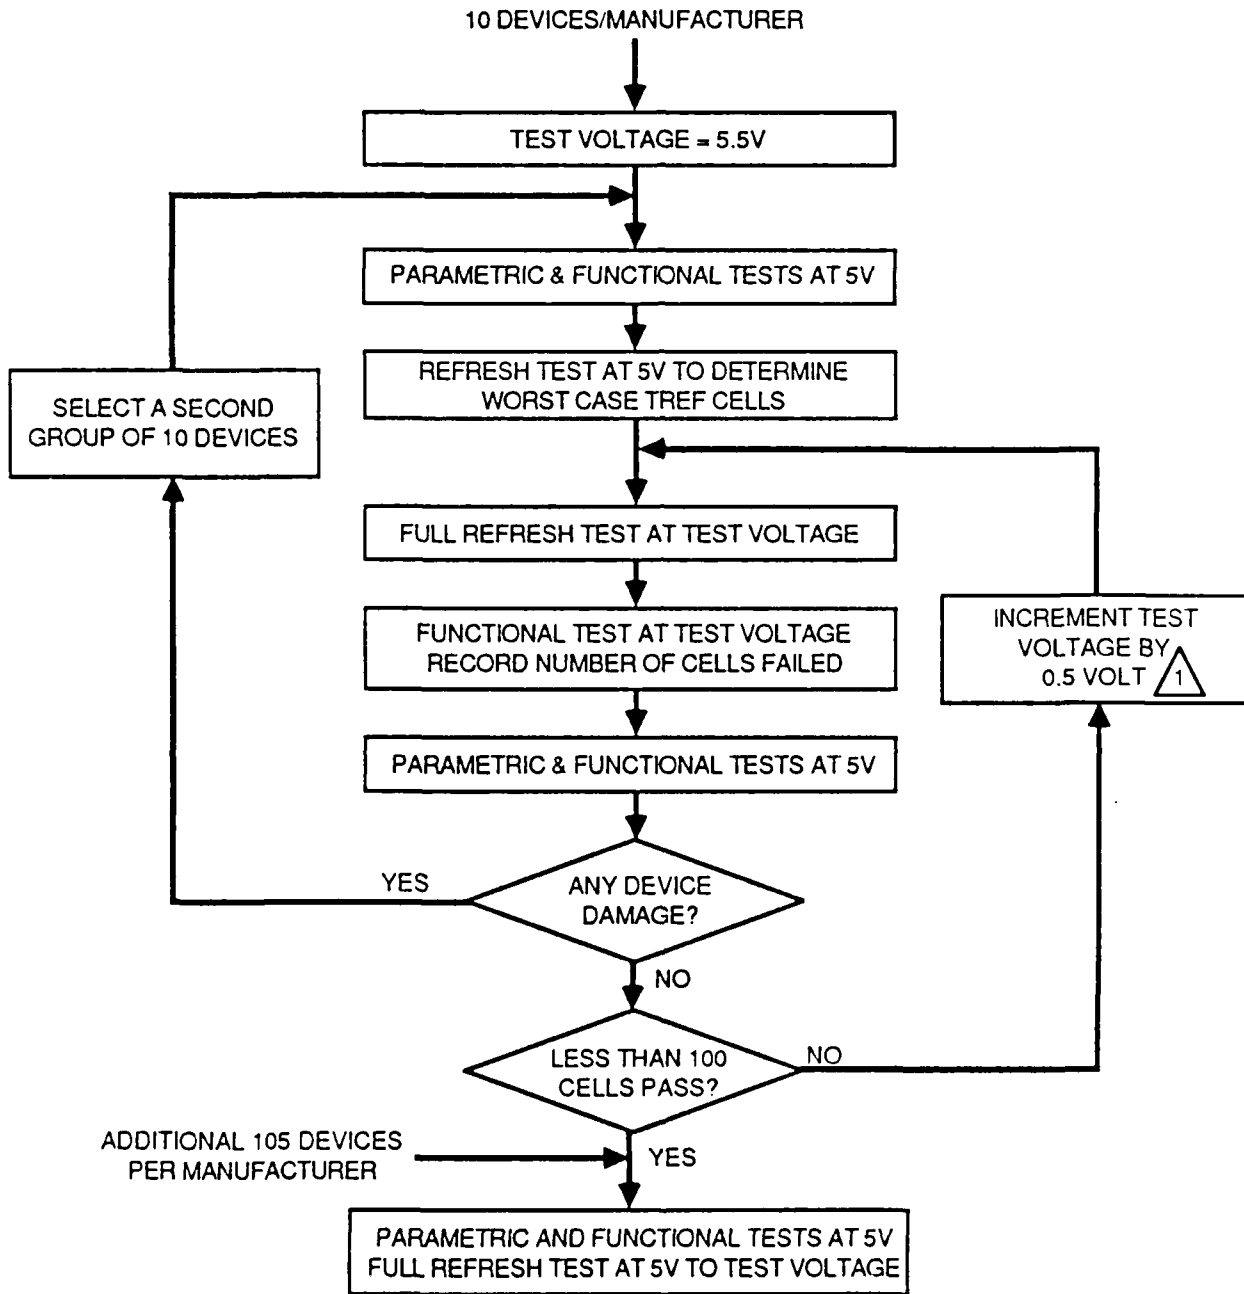 10 DEVICES/MANUFACTURER
TEST VOLTAGE = 5.5V
PARAMETRIC & FUNCTIONAL TESTS AT 5V
REFRESH TEST AT 5V TO DETERMINE
WORST CASE TREF CELLS
SELECT A SECOND
GROUP OF 10 DEVICES
FULL REFRESH TEST AT TEST VOLTAGE
FUNCTIONAL TEST AT TEST VOLTAGE
RECORD NUMBER OF CELLS FAILED
INCREMENT TEST
VOLTAGE BY
0.5 VOLT 1
PARAMETRIC & FUNCTIONAL TESTS AT 5V
YES
ANY DEVICE
DAMAGE?
NO
LESS THAN 100
CELLS PASS?
NO
ADDITIONAL 105 DEVICES
PER MANUFACTURER
YES
PARAMETRIC AND FUNCTIONAL TESTS AT 5V
FULL REFRESH TEST AT 5V TO TEST VOLTAGE